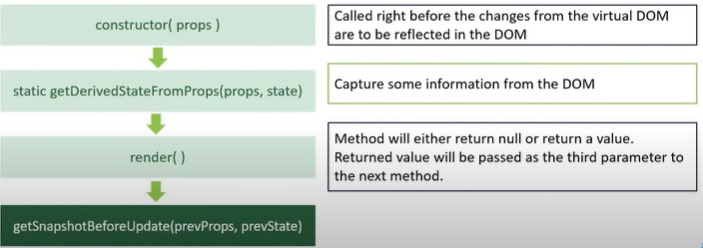 constructor( props )
static getDerivedStateFromProps(props, state)
render( )
getSnapshotBeforeUpdate(prevProps, prevState)
Called right before the changes from the virtual DOM
are to be reflected in the DOM
Capture some information from the DOM
Method will either return null or return a value.
Returned value will be passed as the third parameter to
the next method.